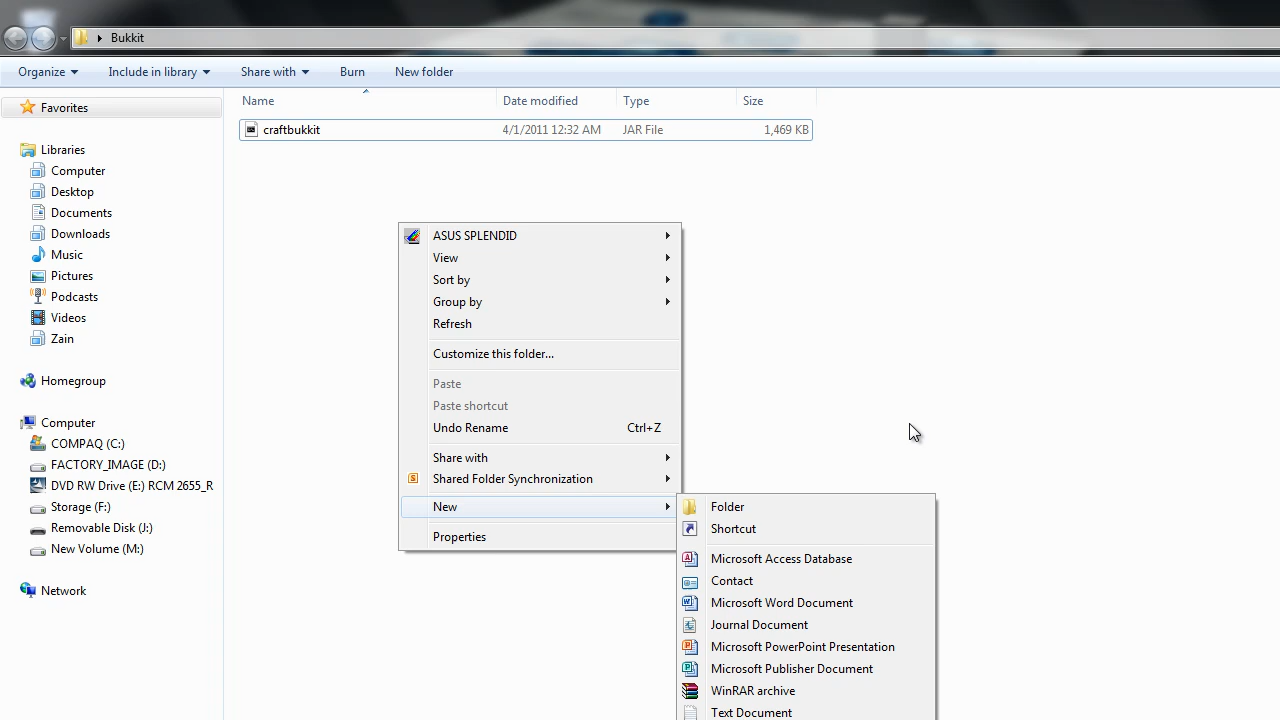 Bukkit
Organize Include in library Share with Burn New folder
Name Date modified Type Size
craftbukkit 4/1/2011 12:32 AM JAR File 1,469 KB
Favorites
Libraries
Computer
Desktop
Documents
Downloads
Music
Pictures
Podcasts
Videos
Zain
Homegroup
Computer
COMPAQ (C:)
FACTORY_IMAGE (D:)
DVD RW Drive (E:) RCM 2655_R
Storage (F:)
Removable Disk (J:)
New Volume (M:)
Network
ASUS SPLENDID
View
Sort by
Group by
Refresh
Customize this folder...
Paste
Paste shortcut
Undo Rename Ctrl+Z
Share with
Shared Folder Synchronization
New
Properties
Folder
Shortcut
Microsoft Access Database
Contact
Microsoft Word Document
Journal Document
Microsoft PowerPoint Presentation
Microsoft Publisher Document
WinRAR archive
Text Document